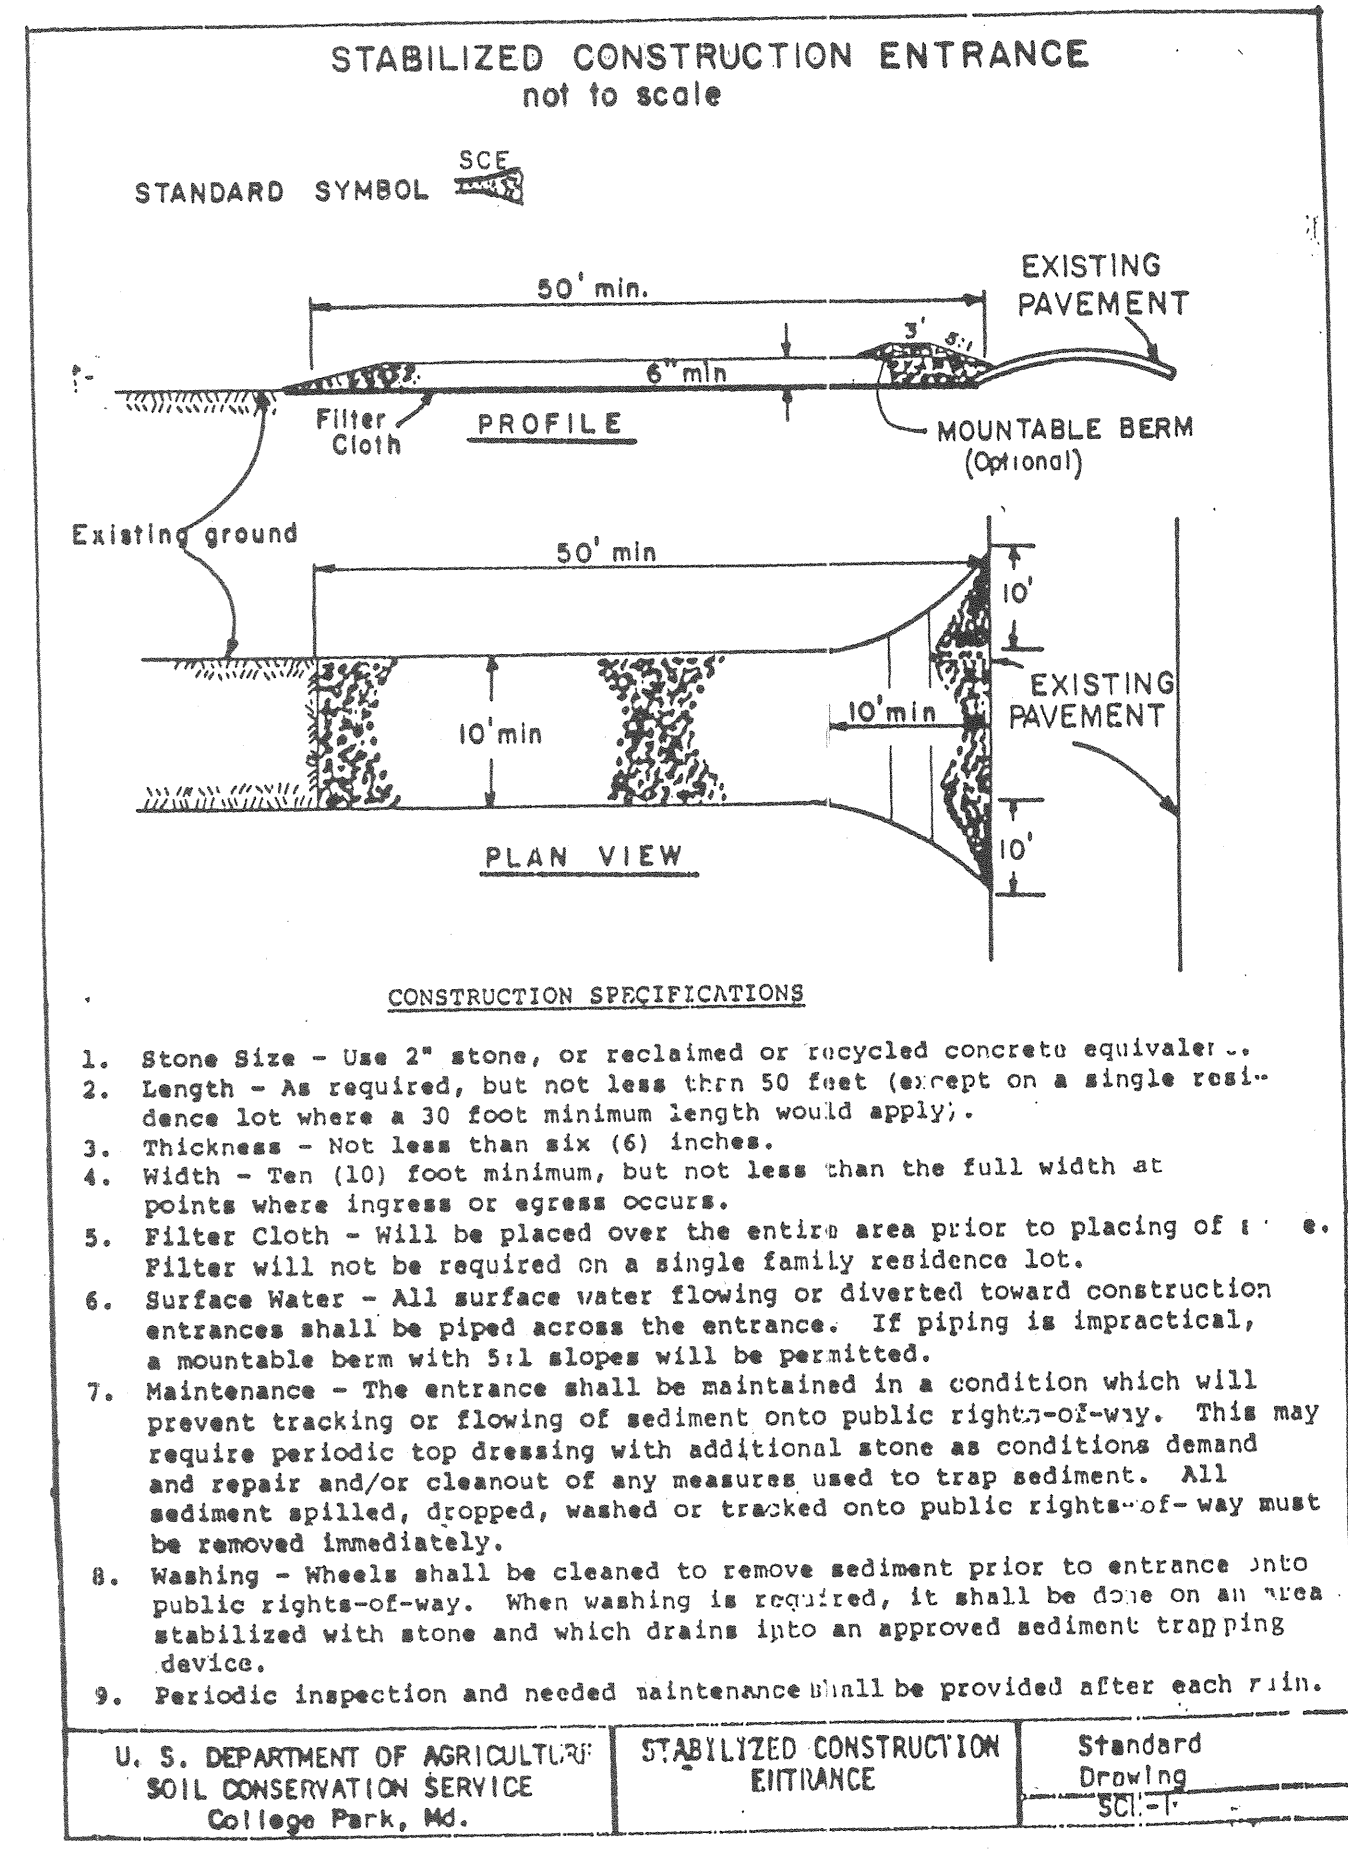 STABILIZED CONSTRUCTION ENTRANCE
not to scale
SCE
STANDARD SYMBOL
50' min.
EXISTING
PAVEMENT
3'
5:1
6" min
Filter
Cloth
PROFILE
MOUNTABLE BERM
(Optional)
Existing ground
50' min
10'
EXISTING
PAVEMENT
10' min
10' min
10'
PLAN VIEW
CONSTRUCTION SPECIFICATIONS
1. Stone Size - Use 2" stone, or reclaimed or recycled concrete
2. Length - As required, but not less than 50 feet (except on a single resi-
dence lot where a 30 foot minimum length would apply).
3. Thickness - Not less than six (6) inches.
4. Width - Ten (10) foot minimum, but not less than the full width at
points where ingress or egress occurs.
5. Filter Cloth - Will be placed over the entire area prior to placing of
Filter will not be required on a single family residence lot.
6. Surface Water - All surface water flowing or diverted toward construction
entrances shall be piped across the entrance. If piping is impractical,
a mountable berm with 5:1 slopes will be permitted.
7. Maintenance - The entrance shall be maintained in a condition which will
prevent tracking or flowing of sediment onto public rights-of-way. This may
require periodic top dressing with additional stone as conditions demand
and repair and/or cleanout of any measures used to trap sediment. All
sediment spilled, dropped, washed or tracked onto public rights-of-way must
be removed immediately.
8. Washing - Wheels shall be cleaned to remove sediment prior to entrance onto
public rights-of-way. When washing is required, it shall be done on an area
stabilized with stone and which drains into an approved sediment trapping
device.
9. Periodic inspection and needed maintenance shall be provided after each rain.
U. S. DEPARTMENT OF AGRICULTURE
SOIL CONSERVATION SERVICE
College Park, Md.
STABILIZED CONSTRUCTION
ENTRANCE
Standard
Drawing